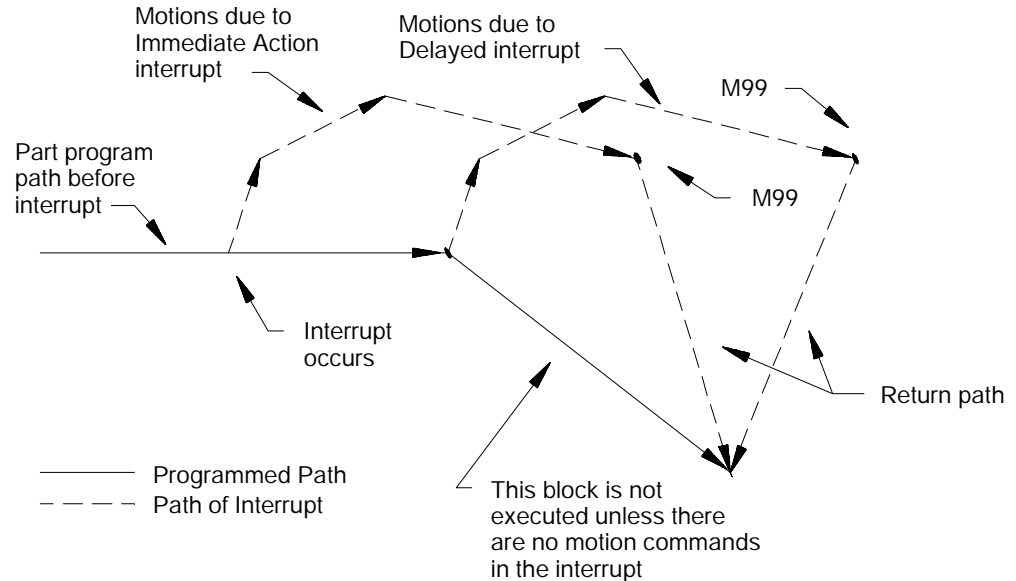 Motions due to
Immediate Action
interrupt
Motions due to
Delayed interrupt
M99
Part program
path before
interrupt
M99
Interrupt
occurs
Return path
Programmed Path
Path of Interrupt
This block is not
executed unless there
are no motion commands
in the interrupt